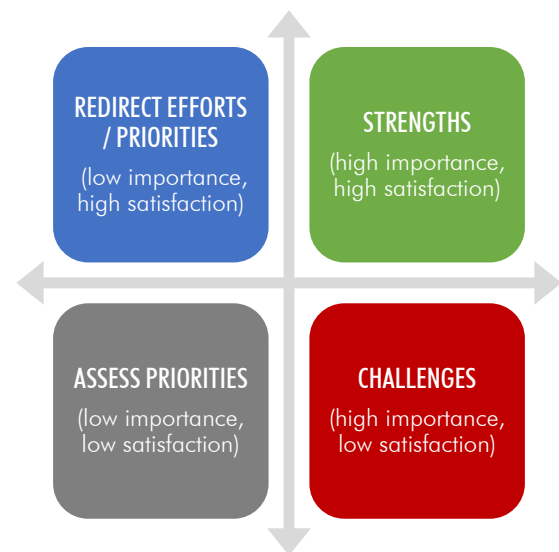 REDIRECT EFFORTS
/ PRIORITIES
(low importance,
high satisfaction)
STRENGTHS
(high importance,
high satisfaction)
ASSESS PRIORITIES
(low importance,
low satisfaction)
CHALLENGES
(high importance,
low satisfaction)